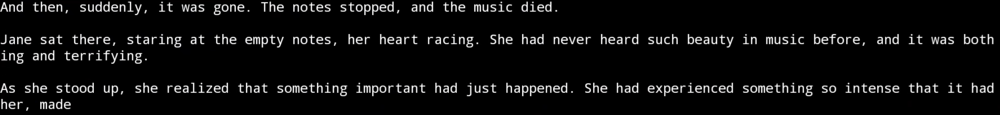 And then, suddenly, it was gone. The notes stopped, and the music died.
Jane sat there, staring at the empty notes, her heart racing. She had never heard such beauty in music before, and it was both
ing and terrifying.
As she stood up, she realized that something important had just happened. She had experienced something so intense that it had
her, made